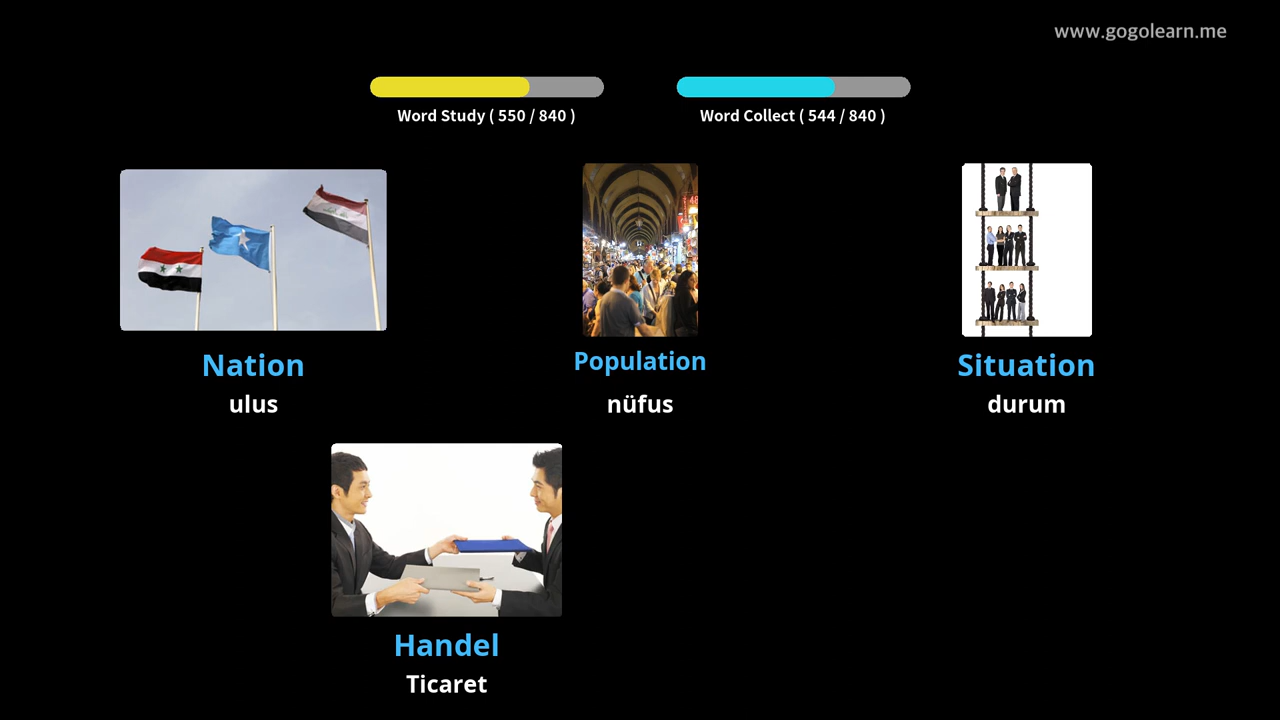 www.gogolearn.me
Word Study ( 550 / 840 )
Word Collect ( 544 / 840 )
Nation
ulus
Population
nüfus
Situation
durum
Handel
Ticaret